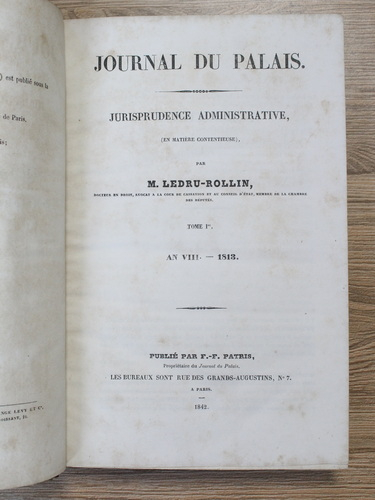 ) est publié sous la
de Paris.
JOURNAL DU PALAIS.
JURISPRUDENCE ADMINISTRATIVE,
(EN MATIÈRE CONTENTIEUSE),
PAR
M. LEDRU-ROLLIN,
DOCTEUR EN DROIT, AVOCAT A LA COUR DE CASSATION ET AU CONSEIL D'ÉTAT, MEMBRE DE LA CHAMBRE
DES DÉPUTÉS.
TOME Ier
AN VIII. — 1813.
PUBLIÉ PAR F.-F. PATRIS,
Propriétaire du Journal du Palais.
LES BUREAUX SONT RUE DES GRANDS-AUGUSTINS, N° 7.
A PARIS.
1842.